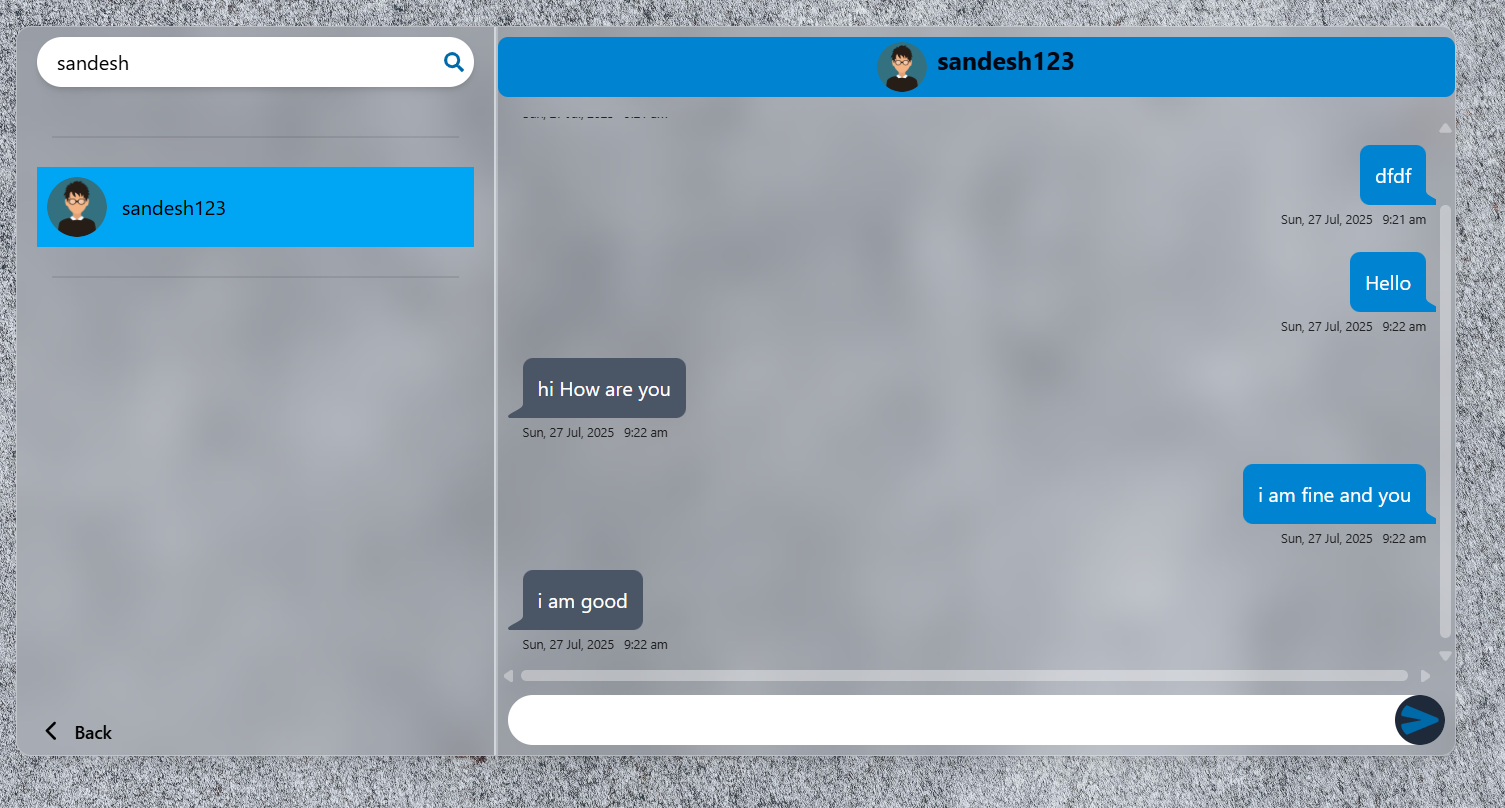 sandesh
sandesh123
Back
sandesh123
dfdf
Sun, 27 Jul, 2025 9:21 am
Hello
Sun, 27 Jul, 2025 9:22 am
hi How are you
Sun, 27 Jul, 2025 9:22 am
i am fine and you
Sun, 27 Jul, 2025 9:22 am
i am good
Sun, 27 Jul, 2025 9:22 am